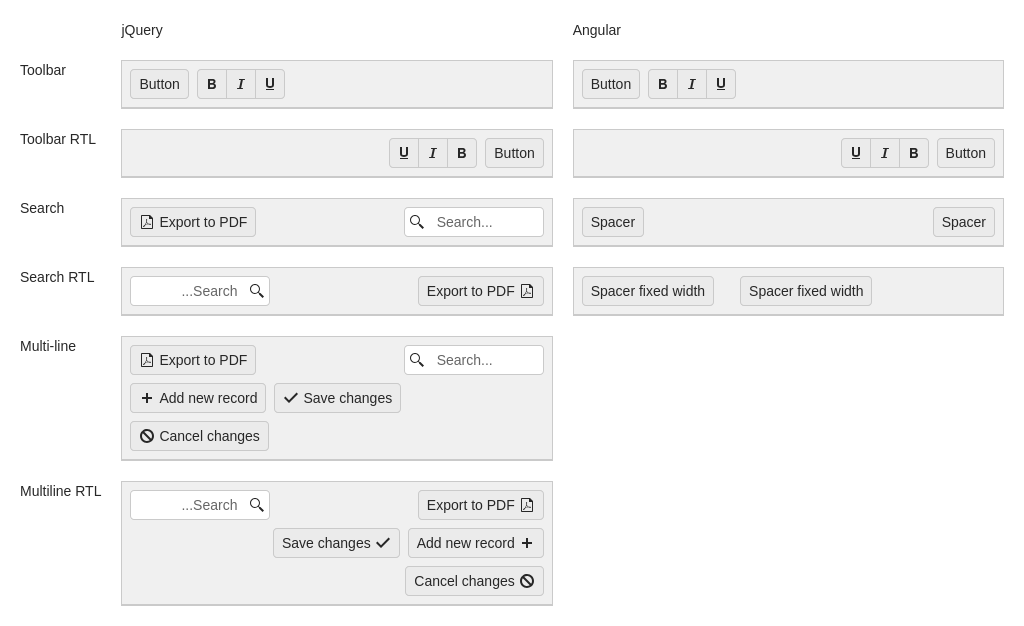 jQuery Angular
Toolbar Button B I U Button B I U
Toolbar RTL U I B Button U I B Button
Search Export to PDF Search... Spacer Spacer
Search RTL ...Search Export to PDF Spacer fixed width Spacer fixed width
Multi-line Export to PDF Search...
Add new record Save changes
Cancel changes
Multiline RTL ...Search Export to PDF
Save changes Add new record
Cancel changes